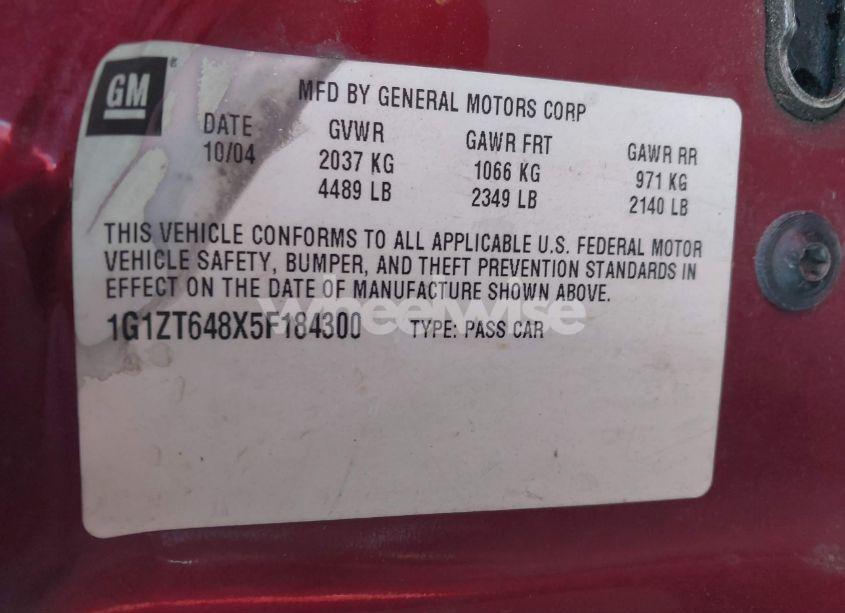 GM ®
MFD BY GENERAL MOTORS CORP
DATE GVWR GAWR FRT GAWR RR
10/04 2037 KG 1066 KG 971 KG
4489 LB 2349 LB 2140 LB
THIS VEHICLE CONFORMS TO ALL APPLICABLE U.S. FEDERAL MOTOR
VEHICLE SAFETY, BUMPER, AND THEFT PREVENTION STANDARDS IN
EFFECT ON THE DATE OF MANUFACTURE SHOWN ABOVE.
1G1ZT648X5F184300 TYPE: PASS CAR
Wheelwise